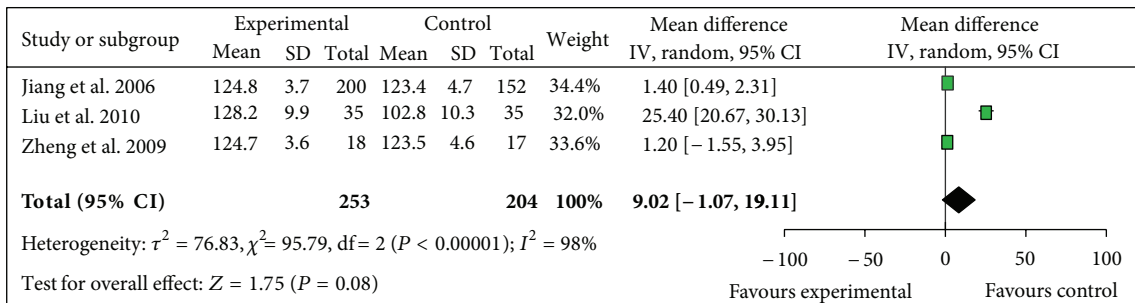 Study or subgroup Experimental Control Weight Mean difference Mean difference
Mean SD Total Mean SD Total IV, random, 95% CI IV, random, 95% CI
Jiang et al. 2006 124.8 3.7 200 123.4 4.7 152 34.4% 1.40 [0.49, 2.31]
Liu et al. 2010 128.2 9.9 35 102.8 10.3 35 32.0% 25.40 [20.67, 30.13]
Zheng et al. 2009 124.7 3.6 18 123.5 4.6 17 33.6% 1.20 [−1.55, 3.95]
Total (95% CI) 253 204 100% 9.02 [−1.07, 19.11]
Heterogeneity: τ² = 76.83, χ² = 95.79, df = 2 (P < 0.00001); I² = 98%
−100 −50 0 50 100
Test for overall effect: Z = 1.75 (P = 0.08)
Favours experimental Favours control